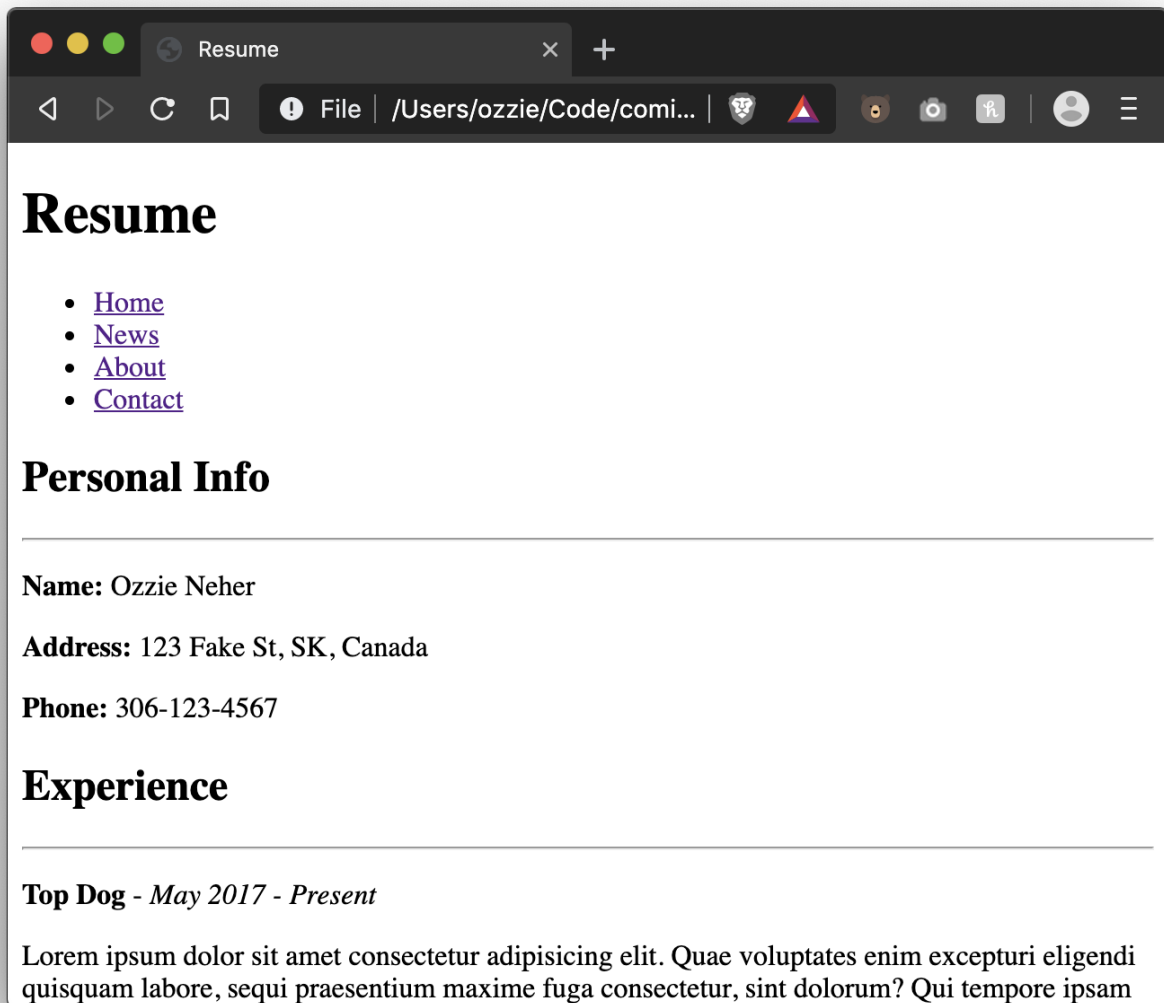 Resume
File /Users/ozzie/Code/comi...
Resume
Home
News
About
Contact
Personal Info
Name: Ozzie Neher
Address: 123 Fake St, SK, Canada
Phone: 306-123-4567
Experience
Top Dog - May 2017 - Present
Lorem ipsum dolor sit amet consectetur adipisicing elit. Quae voluptates enim excepturi eligendi
quisquam labore, sequi praesentium maxime fuga consectetur, sint dolorum? Qui tempore ipsam